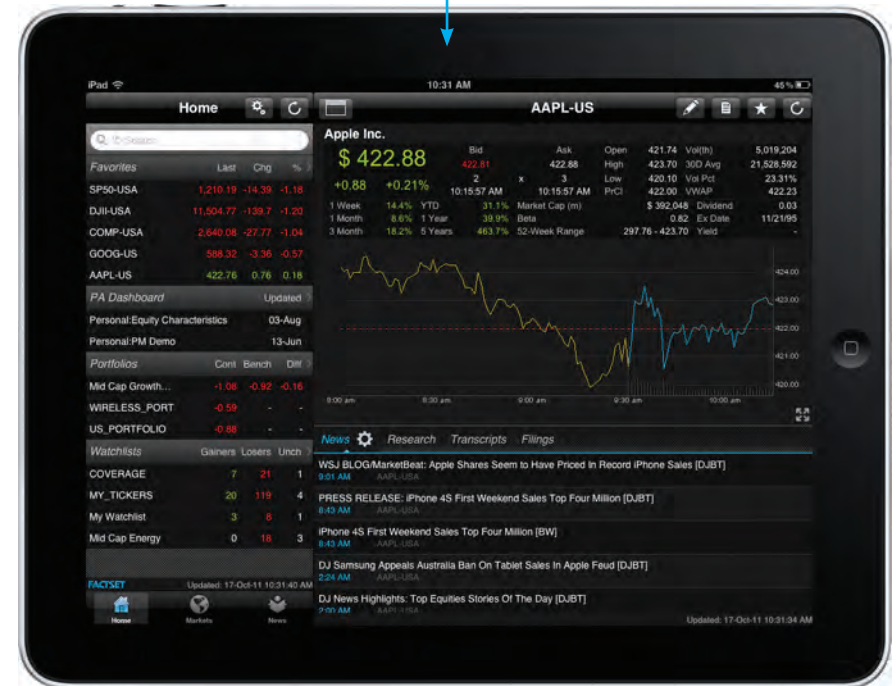 iPad 10:31 AM 45%
Home AAPL-US
Favorites Last Chg %
SP50-USA 1,210.19 -14.39 -1.18
DJII-USA 11,504.77 -139.7 -1.20
COMP-USA 2,640.08 -27.77 -1.04
GOOG-US 588.32 -3.36 -0.57
AAPL-US 422.76 0.76 0.18
PA Dashboard Updated
Personal:Equity Characteristics 03-Aug
Personal:PM Demo 13-Jun
Portfolios Cont Bench Diff
Mid Cap Growth... -1.08 -0.92 -0.16
WIRELESS_PORT -0.59 - -
US_PORTFOLIO -0.88 - -
Watchlists Gainers Losers Unch
COVERAGE 7 21 1
MY_TICKERS 20 119 4
My Watchlist 3 8 1
Mid Cap Energy 0 18 3
FACTSET Updated: 17-Oct-11 10:31:40 AM
Home Markets News
Apple Inc.
$ 422.88 Bid Ask Open 421.74 Vol(th) 5,019,204
422.81 422.88 High 423.70 30D Avg 21,528,592
+0.88 +0.21% 2 x 3 Low 420.10 Vol Pct 23.31%
10:15:57 AM 10:15:57 AM PrCl 422.00 VWAP 422.23
1 Week 14.4% YTD 31.1% Market Cap (m) $ 392,048 Dividend 0.03
1 Month 8.6% 1 Year 39.9% Beta 0.82 Ex Date 11/21/95
3 Month 18.2% 5 Years 463.7% 52-Week Range 297.76 - 423.70 Yield -
424.00
423.00
422.00
421.00
420.00
8:00 am 8:30 am 9:00 am 9:30 am 10:00 am
News Research Transcripts Filings
WSJ BLOG/MarketBeat: Apple Shares Seem to Have Priced In Record iPhone Sales [DJBT]
9:01 AM AAPL-USA
PRESS RELEASE: iPhone 4S First Weekend Sales Top Four Million [DJBT]
8:43 AM AAPL-USA
iPhone 4S First Weekend Sales Top Four Million [BW]
8:43 AM AAPL-USA
DJ Samsung Appeals Australia Ban On Tablet Sales In Apple Feud [DJBT]
2:24 AM AAPL-USA
DJ News Highlights: Top Equities Stories Of The Day [DJBT]
2:00 AM AAPL-USA
Updated: 17-Oct-11 10:31:34 AM